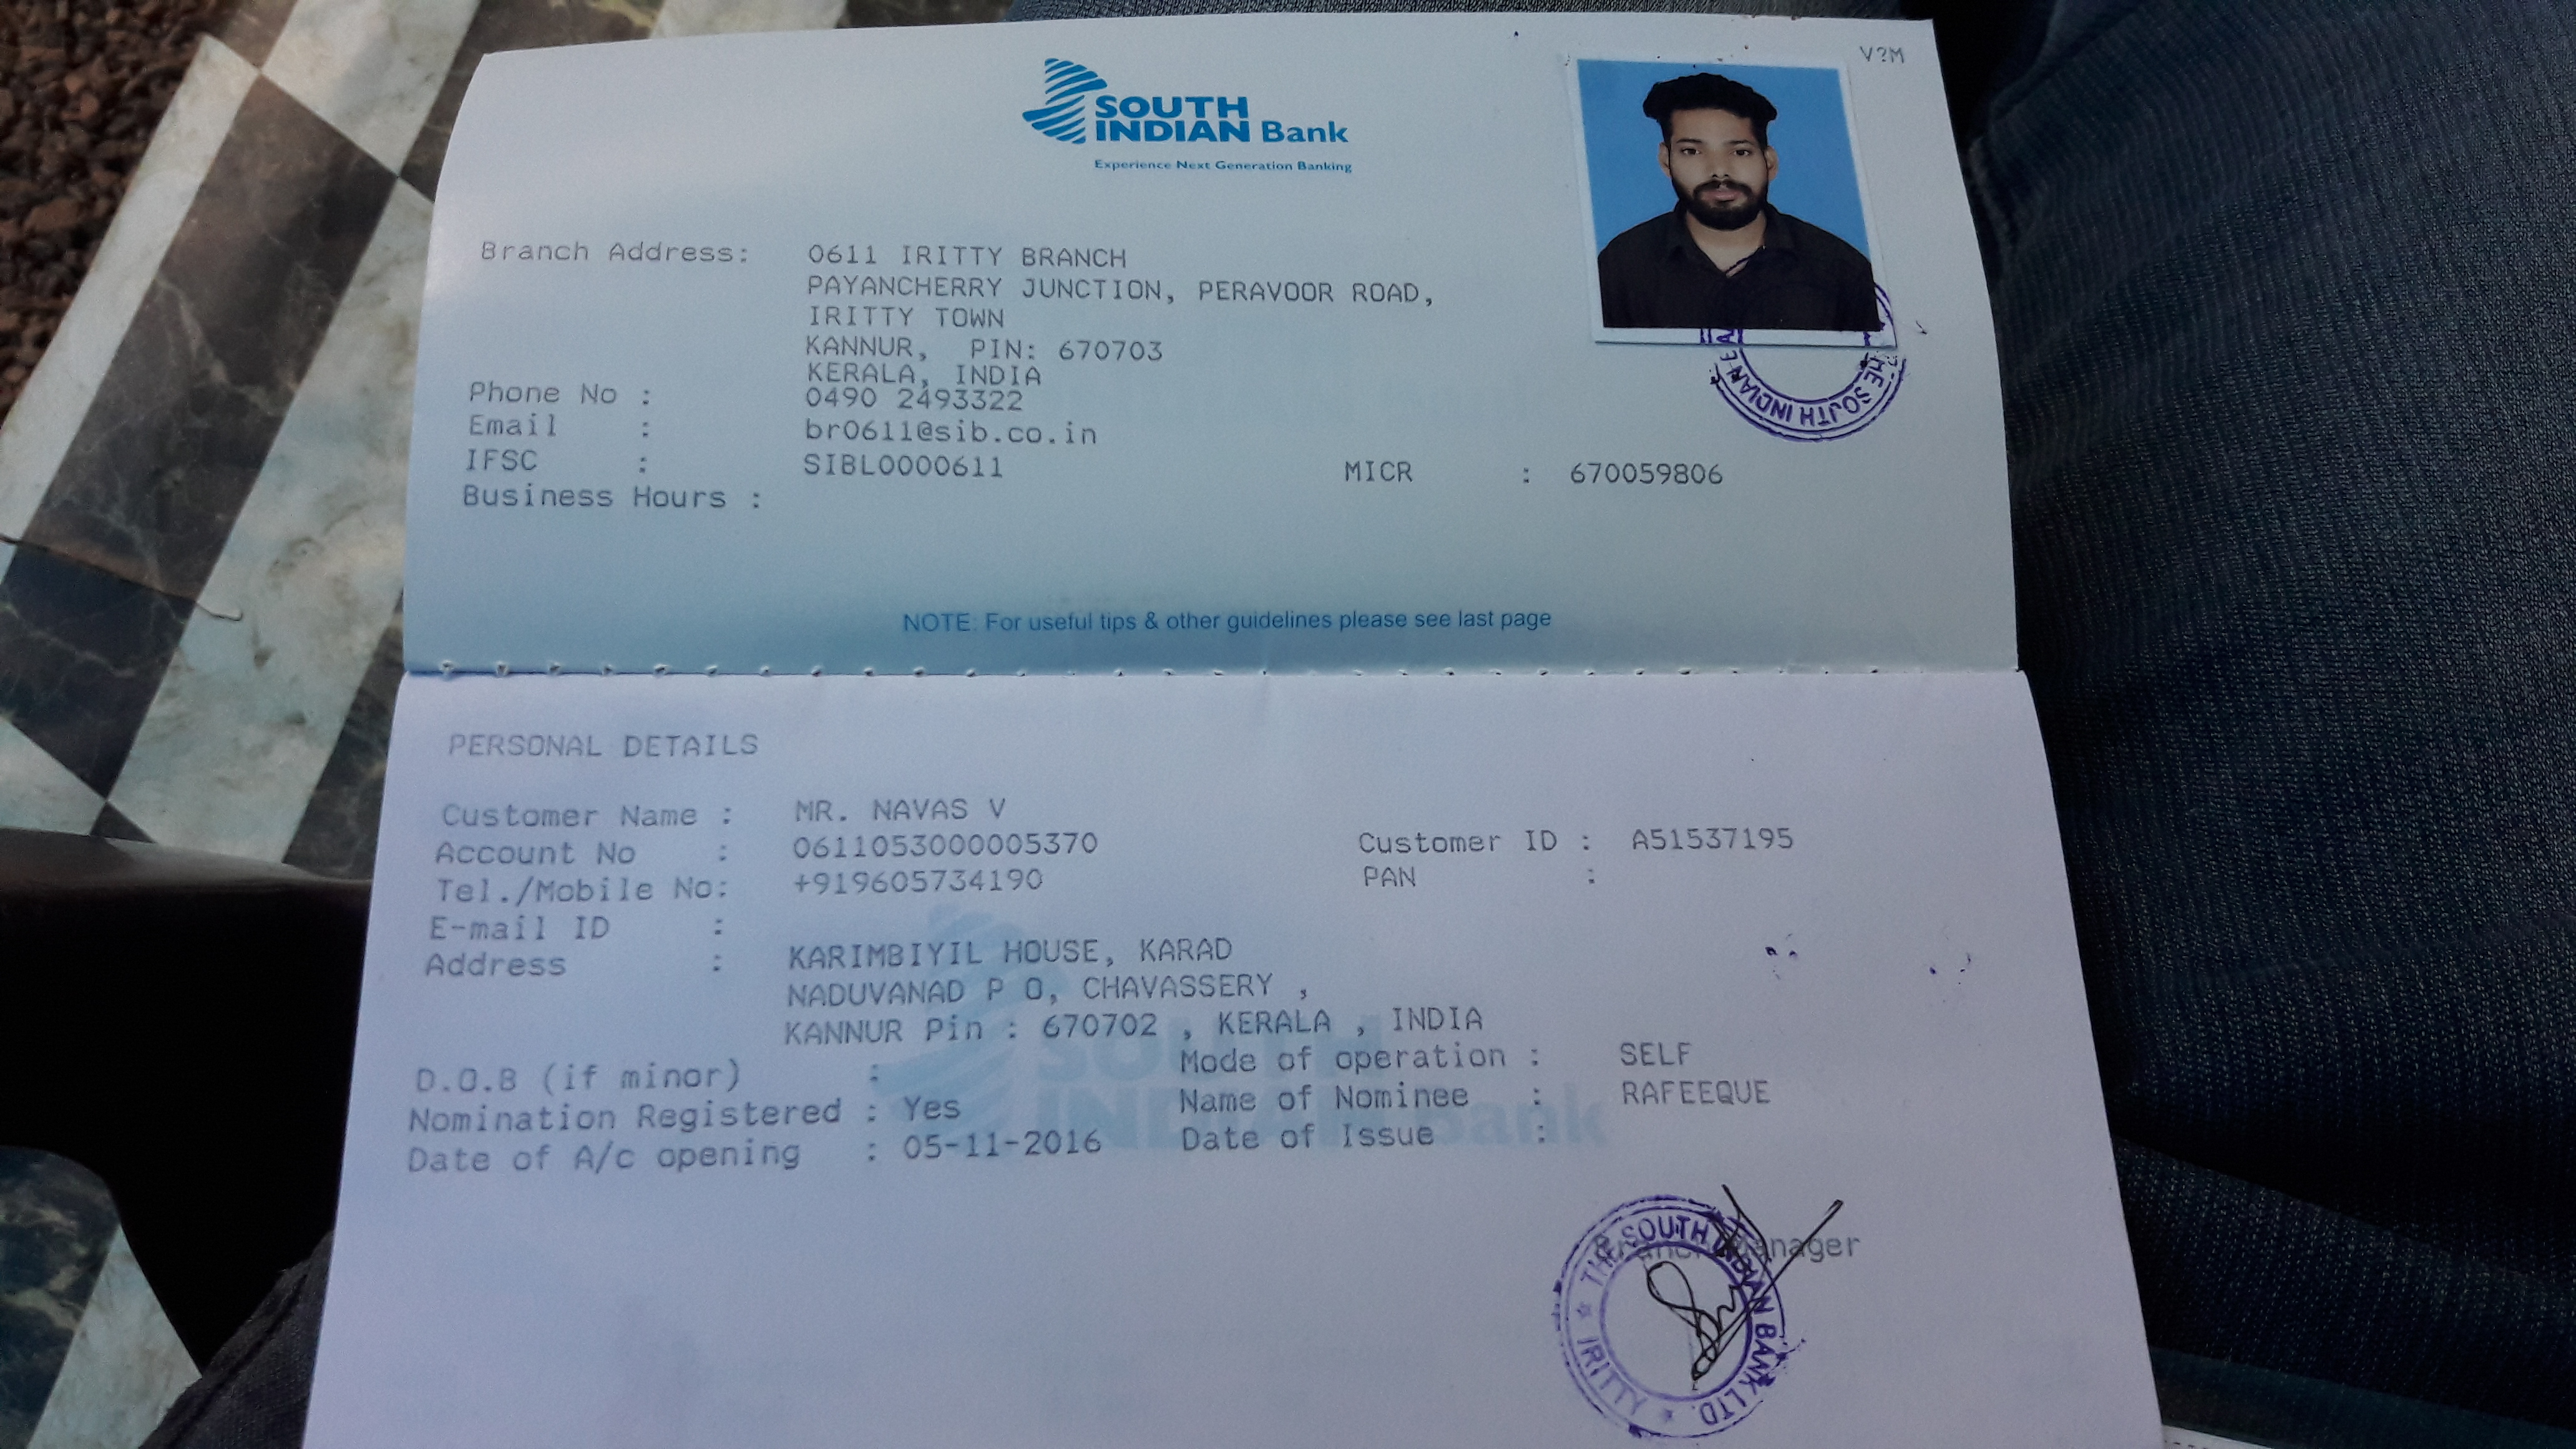 V?M
SOUTH
INDIAN Bank
Experience Next Generation Banking
Branch Address: 0611 IRITTY BRANCH
PAYANCHERRY JUNCTION, PERAVOOR ROAD,
IRITTY TOWN
KANNUR, PIN: 670703
KERALA, INDIA
Phone No : 0490 2493322
Email : br0611@sib.co.in
IFSC : SIBL0000611 MICR : 670059806
Business Hours :
THE SOUTH INDIAN
NOTE: For useful tips & other guidelines please see last page
PERSONAL DETAILS
Customer Name : MR. NAVAS V
Account No : 0611053000005370 Customer ID : A51537195
Tel./Mobile No: +919605734190 PAN :
E-mail ID :
Address : KARIMBIYIL HOUSE, KARAD
NADUVANAD P O, CHAVASSERY ,
KANNUR Pin : 670702 , KERALA , INDIA
D.O.B (if minor) : Mode of operation : SELF
Nomination Registered : Yes Name of Nominee : RAFEEQUE
Date of A/c opening : 05-11-2016 Date of Issue :
SOUTH
INDIAN Bank
Manager
THE SOUTH INDIAN BANK LTD.
IRITTY